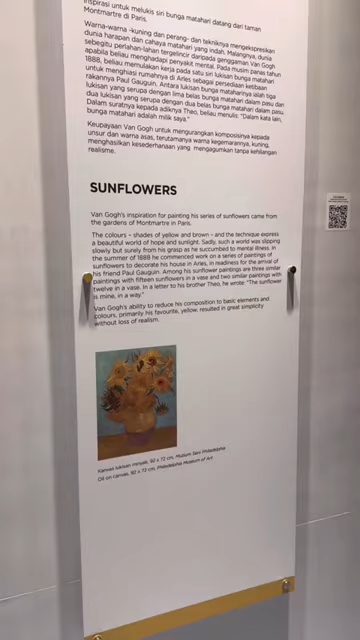 inspirasi untuk melukis siri bunga matahari datang dari taman
Montmartre di Paris.
Warna-warna -kuning dan perang- dan tekniknya mengekspresikan
dunia harapan dan cahaya matahari yang indah. Malangnya, dunia
sebegitu perlahan-lahan tergelincir daripada genggaman Van Gogh
apabila beliau menghadapi penyakit mental. Pada musim panas tahun
1888, beliau memulakan kerja pada satu siri lukisan bunga matahari
untuk menghiasi rumahnya di Arles sebagai persediaan ketibaan
rakannya Paul Gauguin. Antara lukisan bunga mataharinya ialah tiga
lukisan yang serupa dengan lima belas bunga matahari dalam pasu dan
dua lukisan yang serupa dengan dua belas bunga matahari dalam pasu.
Dalam suratnya kepada adiknya Theo, beliau menulis: "Dalam kata lain,
bunga matahari adalah milik saya."
Keupayaan Van Gogh untuk mengurangkan komposisinya kepada
unsur dan warna asas, terutamanya warna kegemarannya, kuning,
menghasilkan kesederhanaan yang mengagumkan tanpa kehilangan
realisme.
SUNFLOWERS
Van Gogh's inspiration for painting his series of sunflowers came from
the gardens of Montmartre in Paris.
The colours - shades of yellow and brown - and the technique express
a beautiful world of hope and sunlight. Sadly, such a world was slipping
slowly but surely from his grasp as he succumbed to mental illness. In
the summer of 1888 he commenced work on a series of paintings of
sunflowers to decorate his house in Arles, in readiness for the arrival of
his friend Paul Gauguin. Among his sunflower paintings are three similar
paintings with fifteen sunflowers in a vase and two similar paintings with
twelve in a vase. In a letter to his brother Theo, he wrote: "The sunflower
is mine, in a way."
Van Gogh's ability to reduce his composition to basic elements and
colours, primarily his favourite, yellow, resulted in great simplicity
without loss of realism.
Kanvas lukisan minyak, 92 x 72 cm, Muzium Seni Philadelphia
Oil on canvas, 92 x 72 cm, Philadelphia Museum of Art